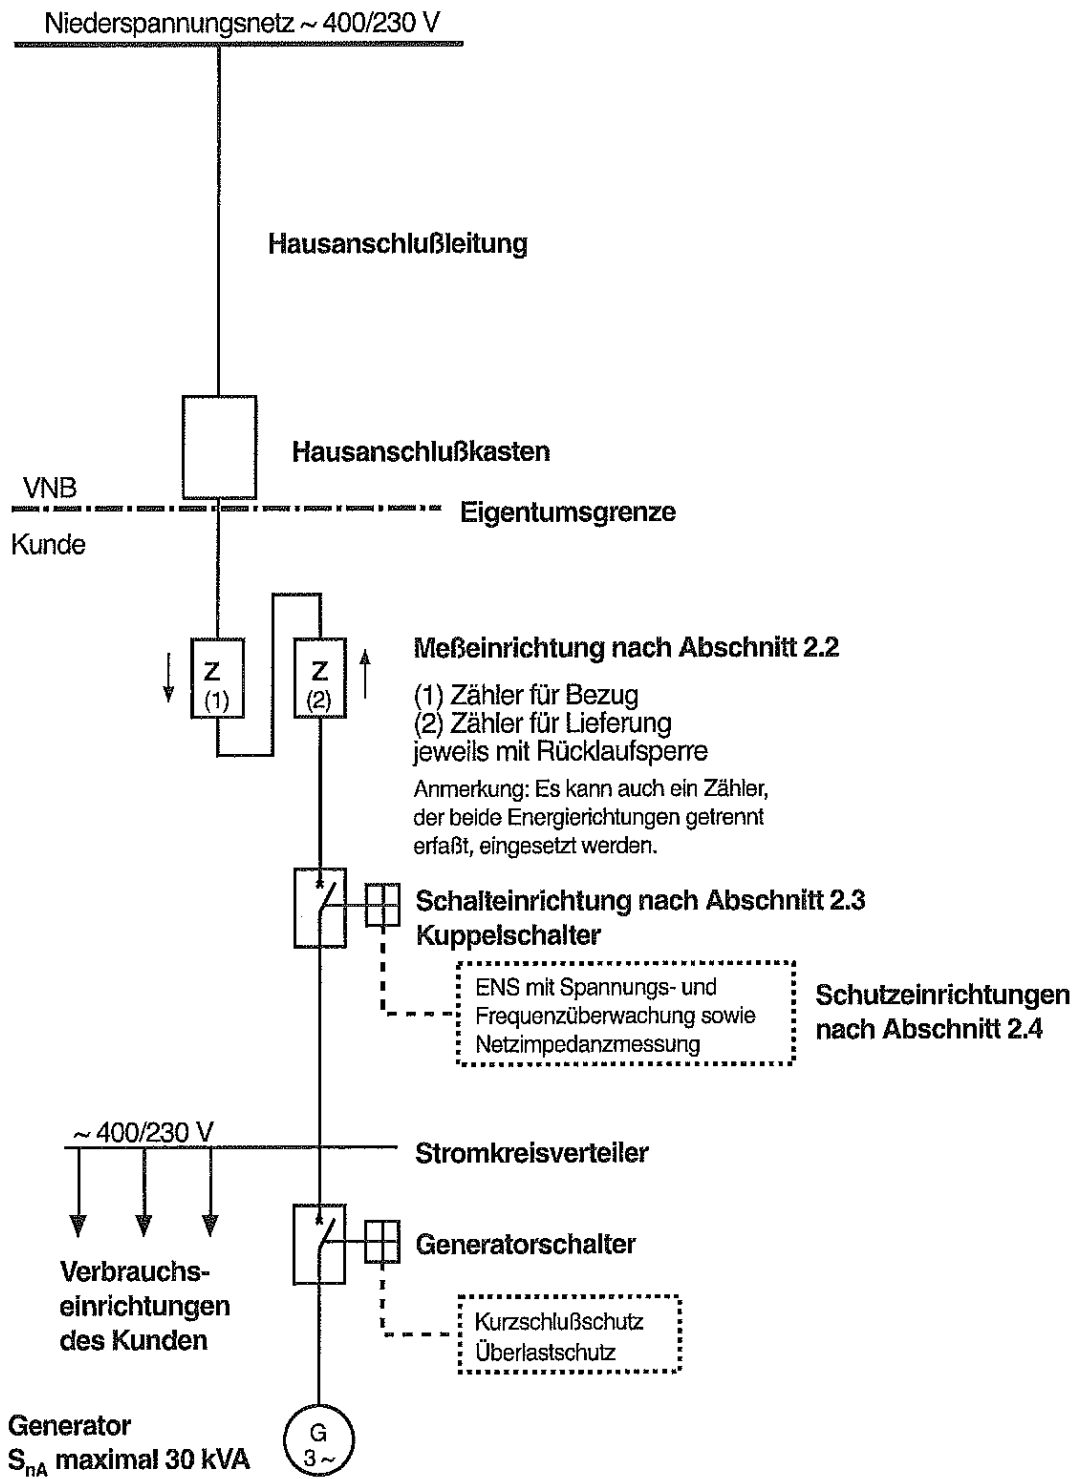 Niederspannungsnetz ~ 400/230 V
Hausanschlußleitung
Hausanschlußkasten
VNB
Eigentumsgrenze
Kunde
Z
(1)
Z
(2)
Meßeinrichtung nach Abschnitt 2.2
(1) Zähler für Bezug
(2) Zähler für Lieferung
jeweils mit Rücklaufsperre
Anmerkung: Es kann auch ein Zähler,
der beide Energierichtungen getrennt
erfaßt, eingesetzt werden.
Schalteinrichtung nach Abschnitt 2.3
Kuppelschalter
ENS mit Spannungs- und
Frequenzüberwachung sowie
Netzimpedanzmessung
Schutzeinrichtungen
nach Abschnitt 2.4
~ 400/230 V
Stromkreisverteiler
Generatorschalter
Verbrauchs-
einrichtungen
des Kunden
Kurzschlußschutz
Überlastschutz
Generator
SnA maximal 30 kVA
G
3 ~